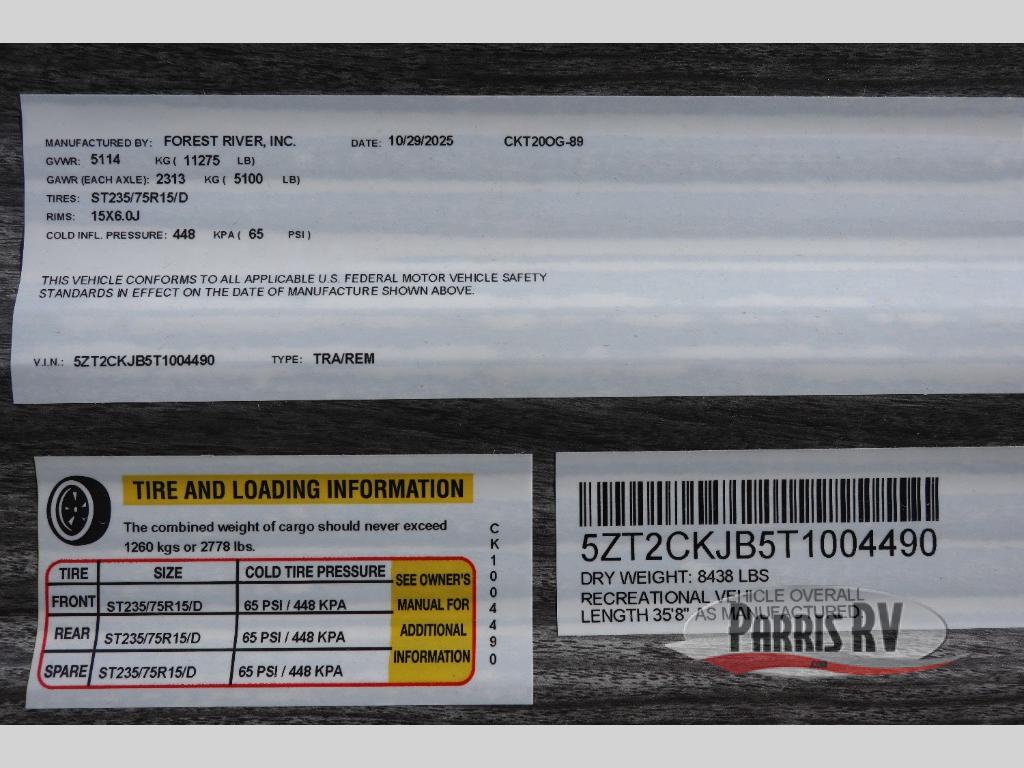 MANUFACTURED BY: FOREST RIVER, INC. DATE: 10/29/2025 CKT20OG-89
GVWR: 5114 KG ( 11275 LB)
GAWR (EACH AXLE): 2313 KG ( 5100 LB)
TIRES: ST235/75R15/D
RIMS: 15X6.0J
COLD INFL. PRESSURE: 448 KPA ( 65 PSI )
THIS VEHICLE CONFORMS TO ALL APPLICABLE U.S. FEDERAL MOTOR VEHICLE SAFETY
STANDARDS IN EFFECT ON THE DATE OF MANUFACTURE SHOWN ABOVE.
V.I.N.: 5ZT2CKJB5T1004490 TYPE: TRA/REM
TIRE AND LOADING INFORMATION
The combined weight of cargo should never exceed
1260 kgs or 2778 lbs.
TIRE SIZE COLD TIRE PRESSURE
FRONT ST235/75R15/D 65 PSI / 448 KPA
REAR ST235/75R15/D 65 PSI / 448 KPA
SPARE ST235/75R15/D 65 PSI / 448 KPA
SEE OWNER'S
MANUAL FOR
ADDITIONAL
INFORMATION
CK1004490
5ZT2CKJB5T1004490
DRY WEIGHT: 8438 LBS
RECREATIONAL VEHICLE OVERALL
LENGTH 35'8" AS MANUFACTURED
PARRIS RV
.com